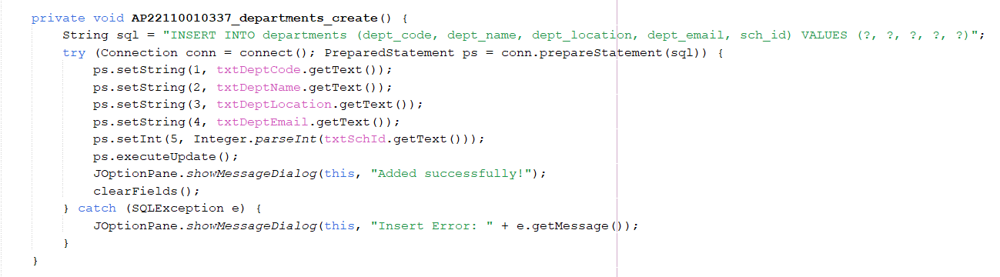 private void AP22110010337_departments_create() {
    String sql = "INSERT INTO departments (dept_code, dept_name, dept_location, dept_email, sch_id) VALUES (?, ?, ?, ?, ?)";
    try (Connection conn = connect(); PreparedStatement ps = conn.prepareStatement(sql)) {
        ps.setString(1, txtDeptCode.getText());
        ps.setString(2, txtDeptName.getText());
        ps.setString(3, txtDeptLocation.getText());
        ps.setString(4, txtDeptEmail.getText());
        ps.setInt(5, Integer.parseInt(txtSchId.getText()));
        ps.executeUpdate();
        JOptionPane.showMessageDialog(this, "Added successfully!");
        clearFields();
    } catch (SQLException e) {
        JOptionPane.showMessageDialog(this, "Insert Error: " + e.getMessage());
    }
}